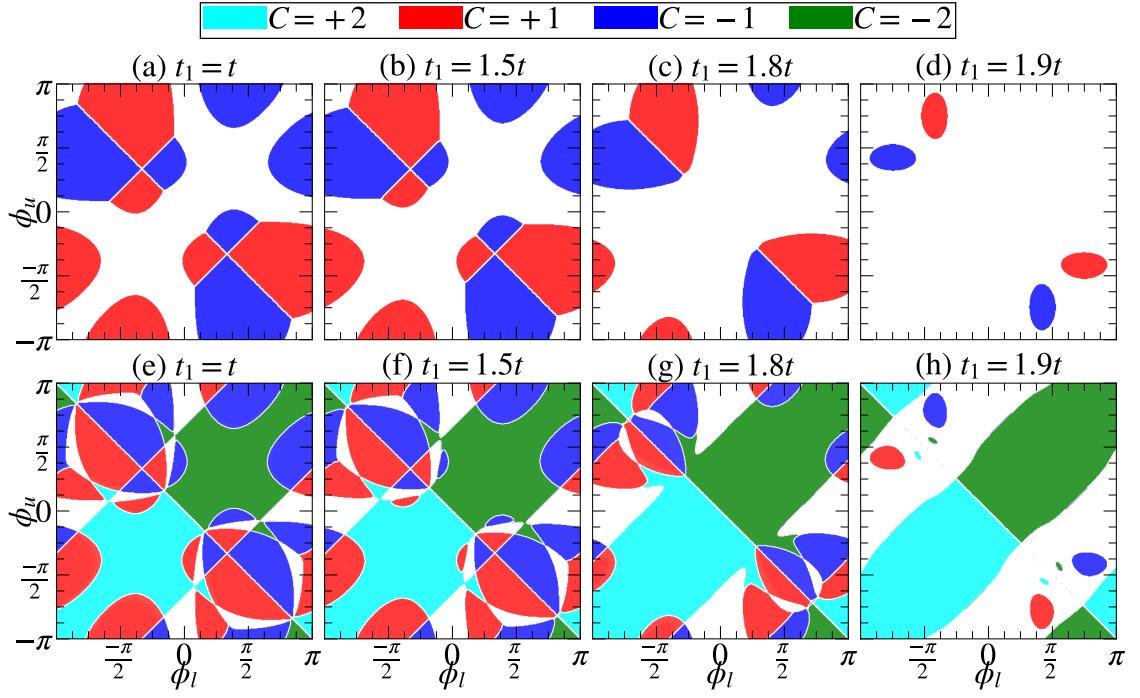 C = +2 C = +1 C = −1 C = −2
(a) t₁ = t (b) t₁ = 1.5t (c) t₁ = 1.8t (d) t₁ = 1.9t
π
π/2
0
−π/2
−π
ϕᵤ
(e) t₁ = t (f) t₁ = 1.5t (g) t₁ = 1.8t (h) t₁ = 1.9t
π
π/2
0
−π/2
−π
ϕᵤ
−π/2 0 π/2 π −π/2 0 π/2 π −π/2 0 π/2 π −π/2 0 π/2 π
ϕₗ ϕₗ ϕₗ ϕₗ